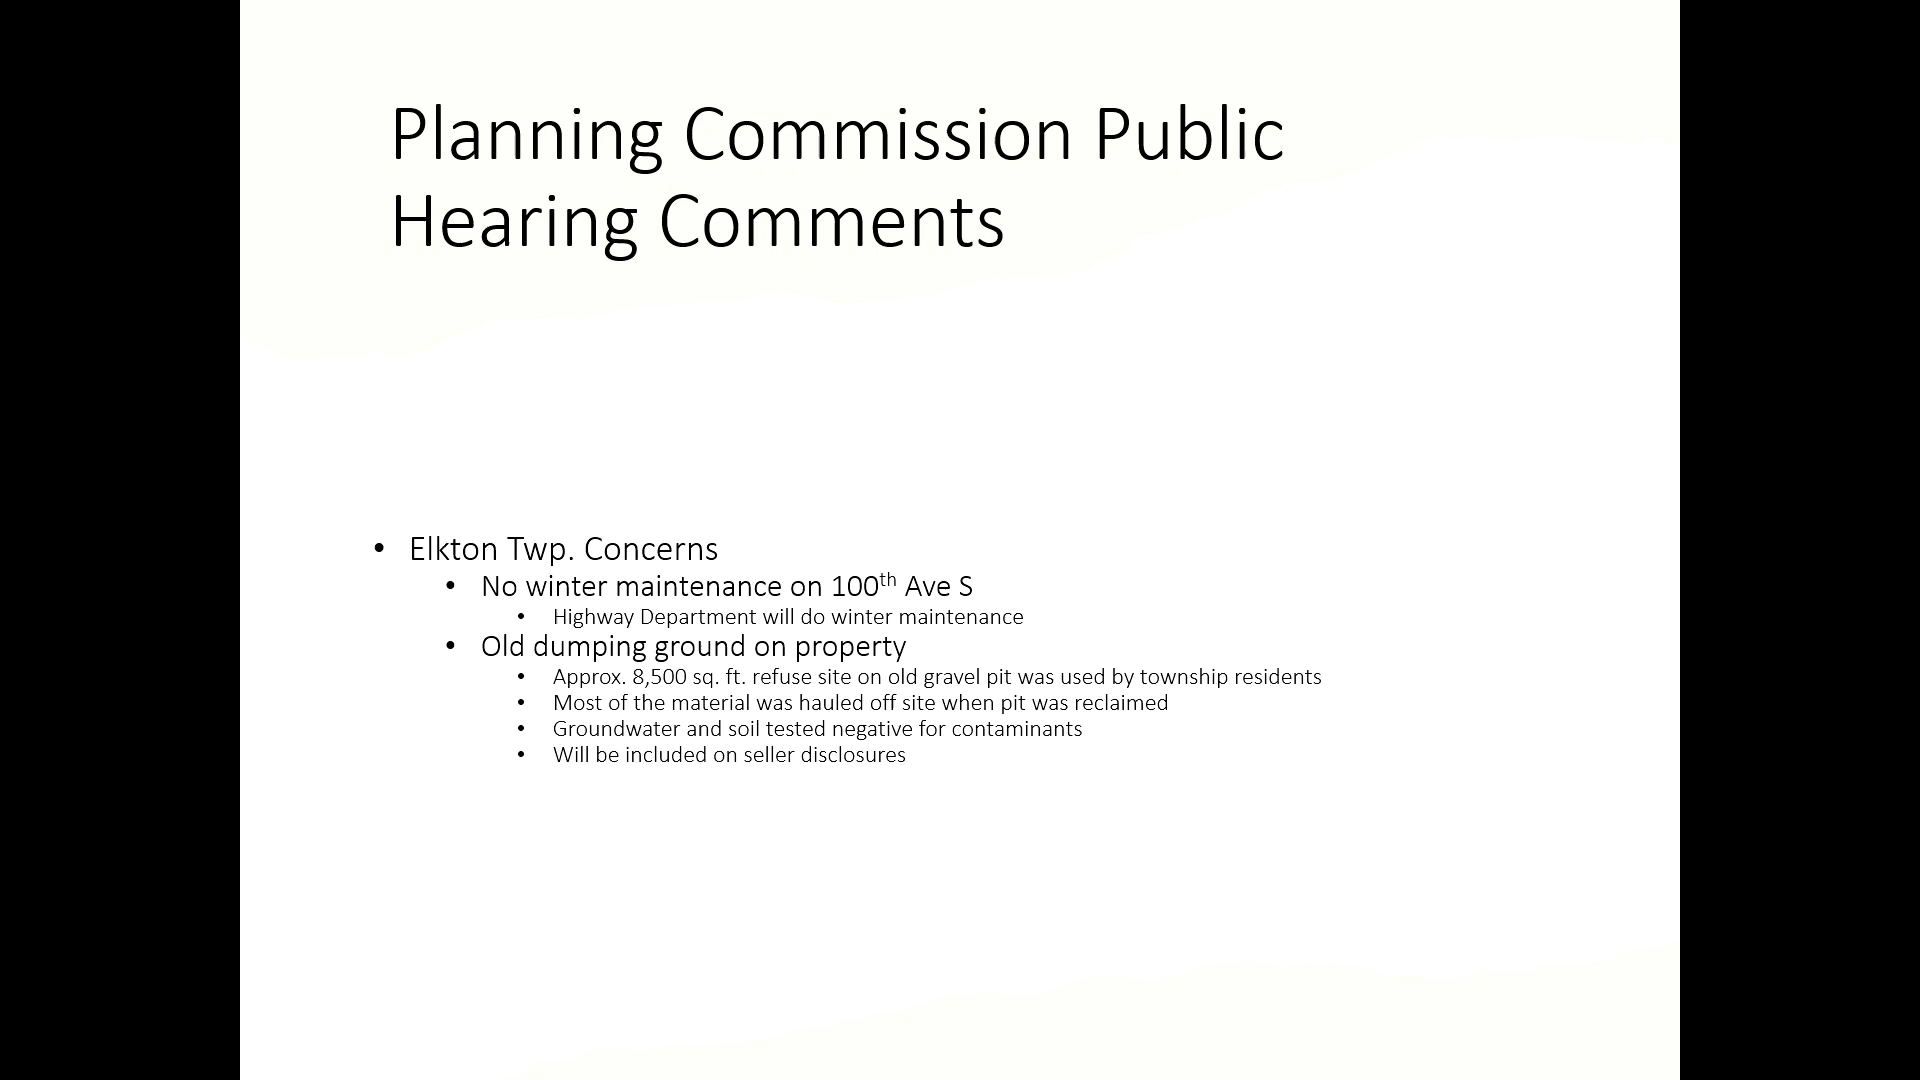 Planning Commission Public
Hearing Comments
• Elkton Twp. Concerns
• No winter maintenance on 100th Ave S
• Highway Department will do winter maintenance
• Old dumping ground on property
• Approx. 8,500 sq. ft. refuse site on old gravel pit was used by township residents
• Most of the material was hauled off site when pit was reclaimed
• Groundwater and soil tested negative for contaminants
• Will be included on seller disclosures